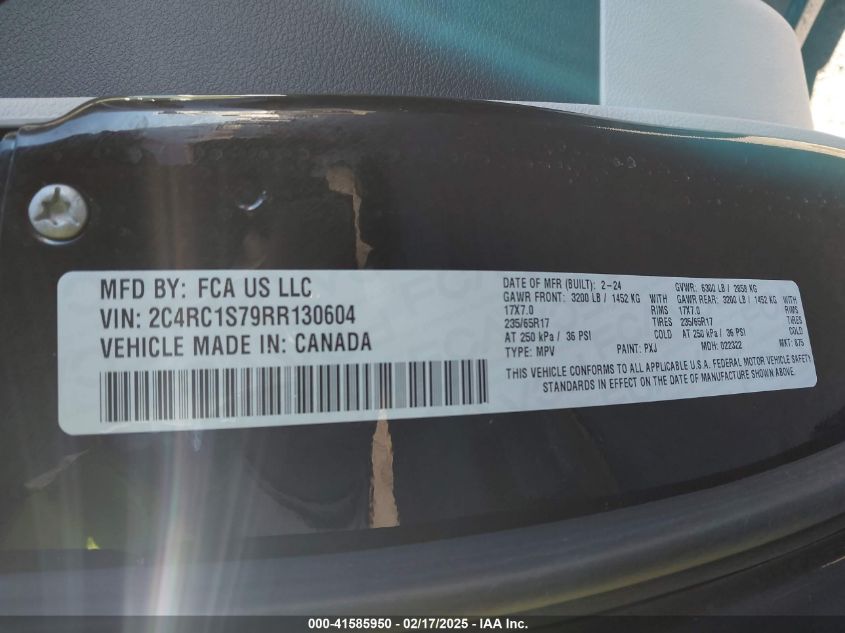 MFD BY: FCA US LLC
VIN: 2C4RC1S79RR130604
VEHICLE MADE IN: CANADA
DATE OF MFR (BUILT): 2-24 GVWR: 6300 LB / 2858 KG
GAWR FRONT: 3200 LB / 1452 KG GAWR REAR: 3200 LB / 1452 KG
17X7.0 RIMS 17X7.0 RIMS
235/65R17 TIRES 235/65R17 TIRES
AT 250 kPa / 36 PSI COLD AT 250 kPa / 36 PSI COLD
TYPE: MPV PAINT: PXJ MDH: 022322 MKT: 875
THIS VEHICLE CONFORMS TO ALL APPLICABLE U.S.A. FEDERAL MOTOR VEHICLE SAFETY
STANDARDS IN EFFECT ON THE DATE OF MANUFACTURE SHOWN ABOVE.
000-41585950 - 02/17/2025 - IAA Inc.